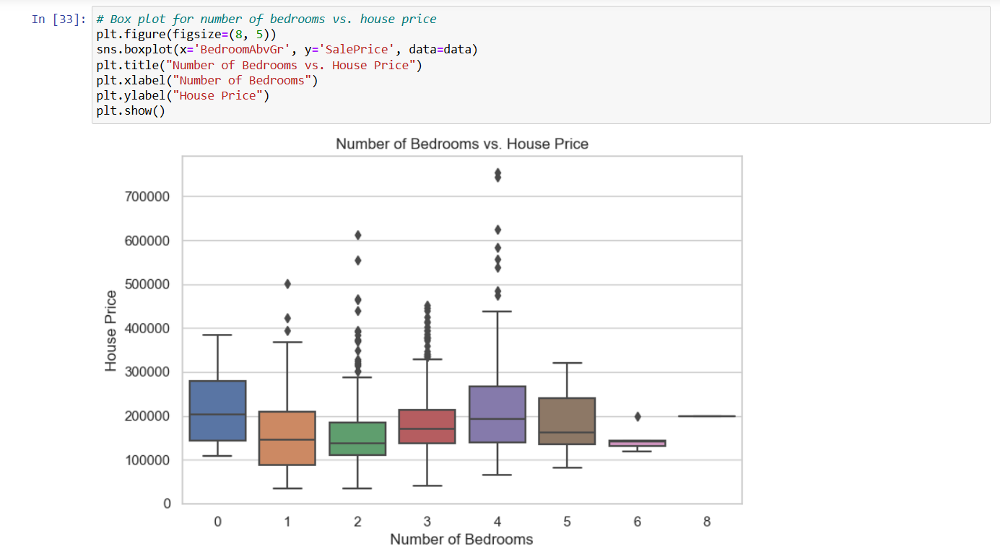 In [33]: # Box plot for number of bedrooms vs. house price
plt.figure(figsize=(8, 5))
sns.boxplot(x='BedroomAbvGr', y='SalePrice', data=data)
plt.title("Number of Bedrooms vs. House Price")
plt.xlabel("Number of Bedrooms")
plt.ylabel("House Price")
plt.show()
Number of Bedrooms vs. House Price
House Price
700000
600000
500000
400000
300000
200000
100000
0
0 1 2 3 4 5 6 8
Number of Bedrooms